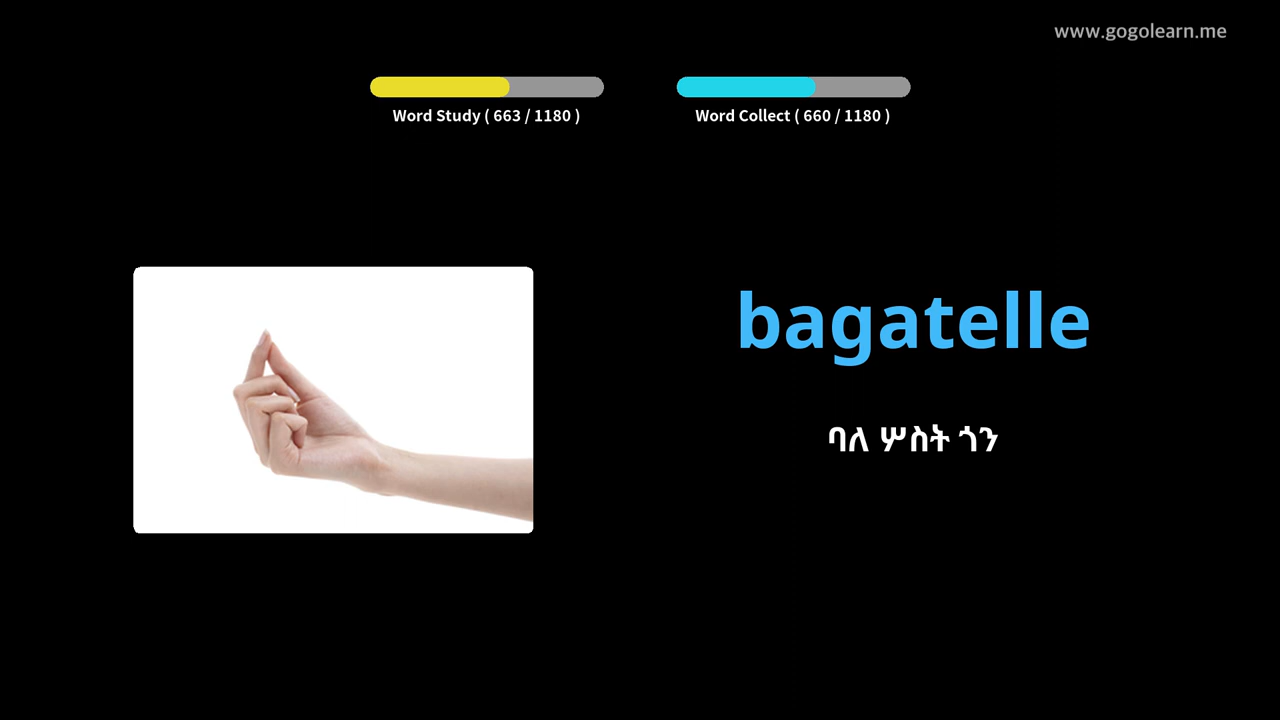 www.gogolearn.me
Word Study ( 663 / 1180 )
Word Collect ( 660 / 1180 )
bagatelle
ባለ ሦስት ጎን